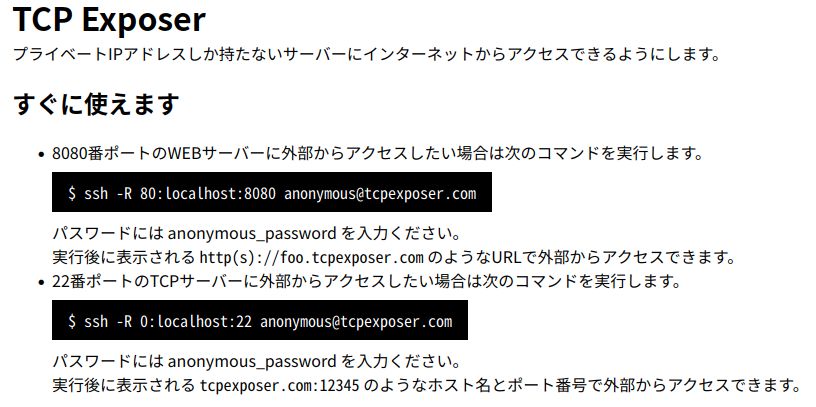 TCP Exposer
プライベートIPアドレスしか持たないサーバーにインターネットからアクセスできるようにします。
すぐに使えます
• 8080番ポートのWEBサーバーに外部からアクセスしたい場合は次のコマンドを実行します。
$ ssh -R 80:localhost:8080 anonymous@tcpexposer.com
パスワードには anonymous_password を入力ください。
実行後に表示される http(s)://foo.tcpexposer.com のようなURLで外部からアクセスできます。
• 22番ポートのTCPサーバーに外部からアクセスしたい場合は次のコマンドを実行します。
$ ssh -R 0:localhost:22 anonymous@tcpexposer.com
パスワードには anonymous_password を入力ください。
実行後に表示される tcpexposer.com:12345 のようなホスト名とポート番号で外部からアクセスできます。